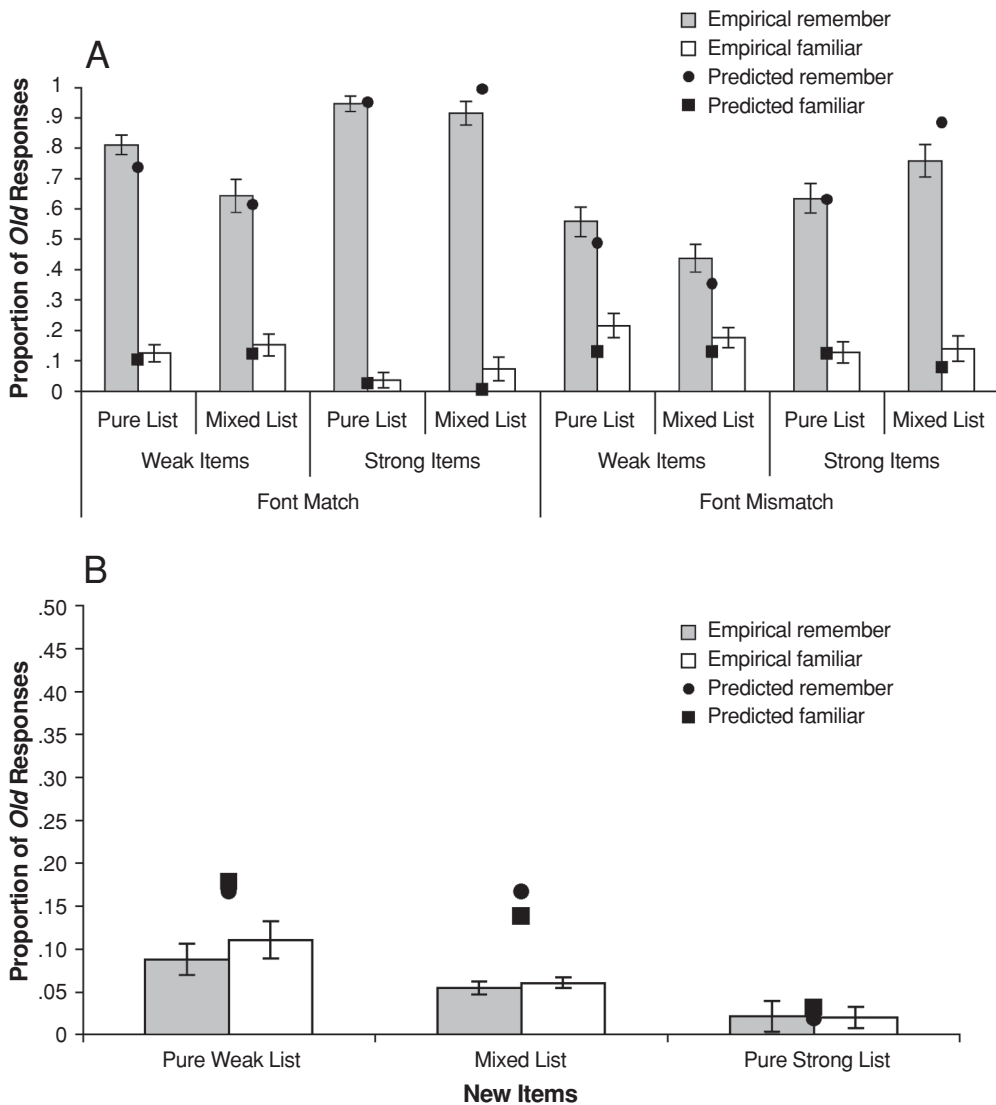 A
Empirical remember
Empirical familiar
Predicted remember
Predicted familiar
Proportion of Old Responses
1
.9
.8
.7
.6
.5
.4
.3
.2
.1
0
Pure List Mixed List Pure List Mixed List Pure List Mixed List Pure List Mixed List
Weak Items Strong Items Weak Items Strong Items
Font Match Font Mismatch
B
Empirical remember
Empirical familiar
Predicted remember
Predicted familiar
Proportion of Old Responses
.50
.45
.40
.35
.30
.25
.20
.15
.10
.05
0
Pure Weak List Mixed List Pure Strong List
New Items